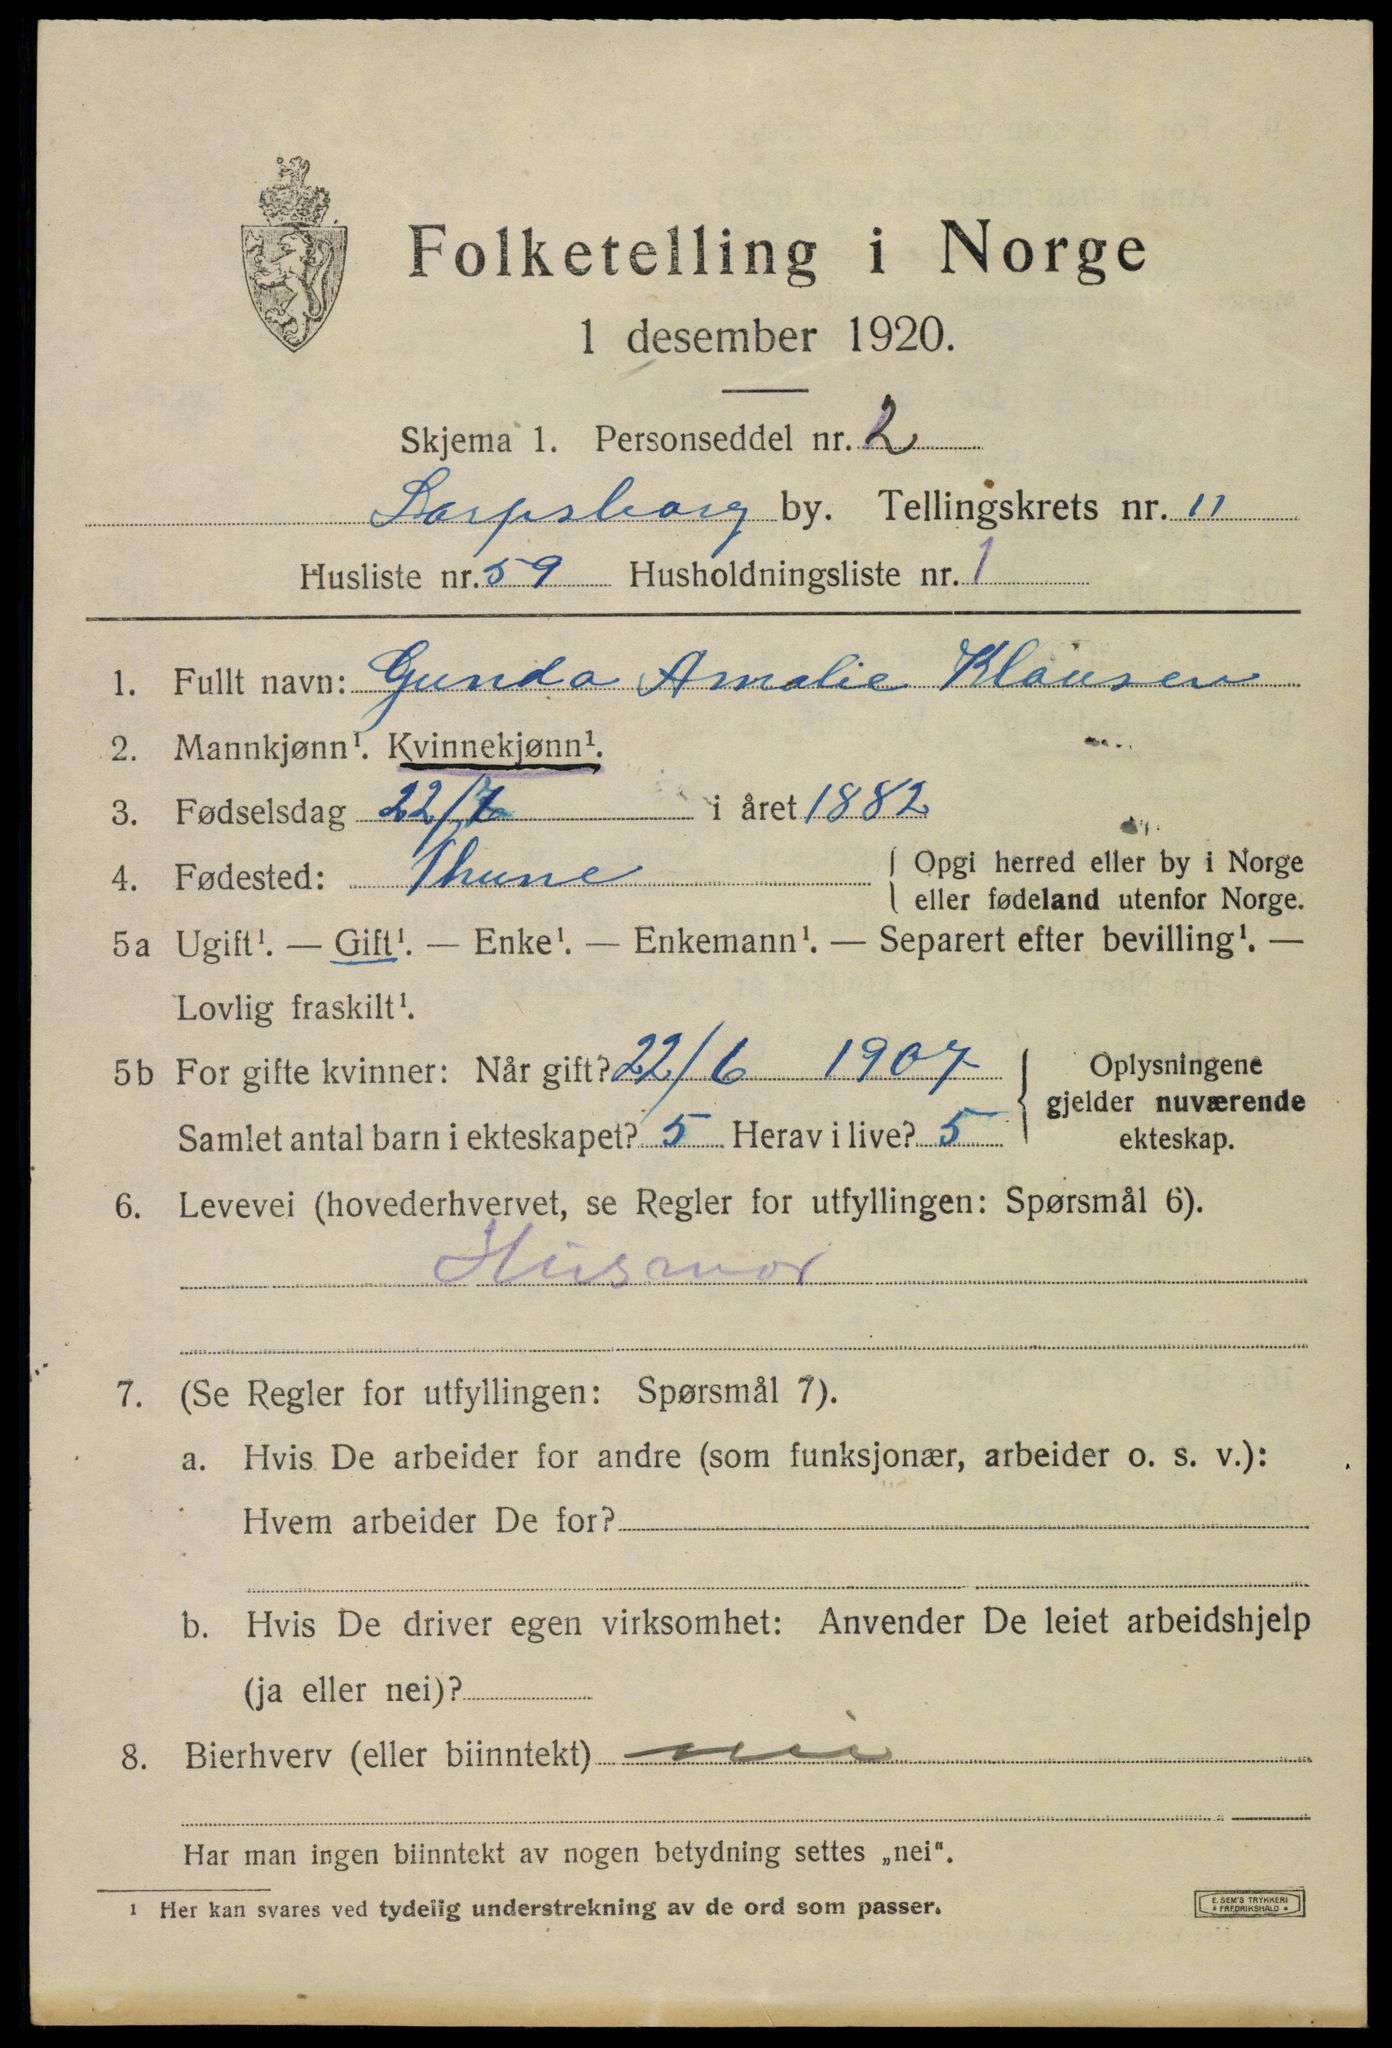 Folketelling i Norge
1 desember 1920.
Skjema 1. Personseddel nr. 2
Sarpsborg by. Tellingskrets nr. 11
Husliste nr. 59 Husholdningsliste nr. 1
1. Fullt navn: Gunda Amalie Klausen
2. Mannkjønn¹. Kvinnekjønn¹.
3. Fødselsdag 22/7 i året 1882
4. Fødested: Thune { Opgi herred eller by i Norge
eller fødeland utenfor Norge.
5a Ugift¹. — Gift¹. — Enke¹. — Enkemann¹. — Separert efter bevilling¹. —
Lovlig fraskilt¹.
5b For gifte kvinner: Når gift? 22/6 1907
Samlet antal barn i ekteskapet? 5 Herav i live? 5
} Oplysningene
gjelder nuværende
ekteskap.
6. Levevei (hovederhvervet, se Regler for utfyllingen: Spørsmål 6).
Husmor
7. (Se Regler for utfyllingen: Spørsmål 7).
a. Hvis De arbeider for andre (som funksjonær, arbeider o. s. v.):
Hvem arbeider De for?
b. Hvis De driver egen virksomhet: Anvender De leiet arbeidshjelp
(ja eller nei)?
8. Bierhverv (eller biinntekt) nei
Har man ingen biinntekt av nogen betydning settes „nei“.
¹ Her kan svares ved tydelig understrekning av de ord som passer.
E. SEM'S TRYKKERI
* FREDRIKSHALD *